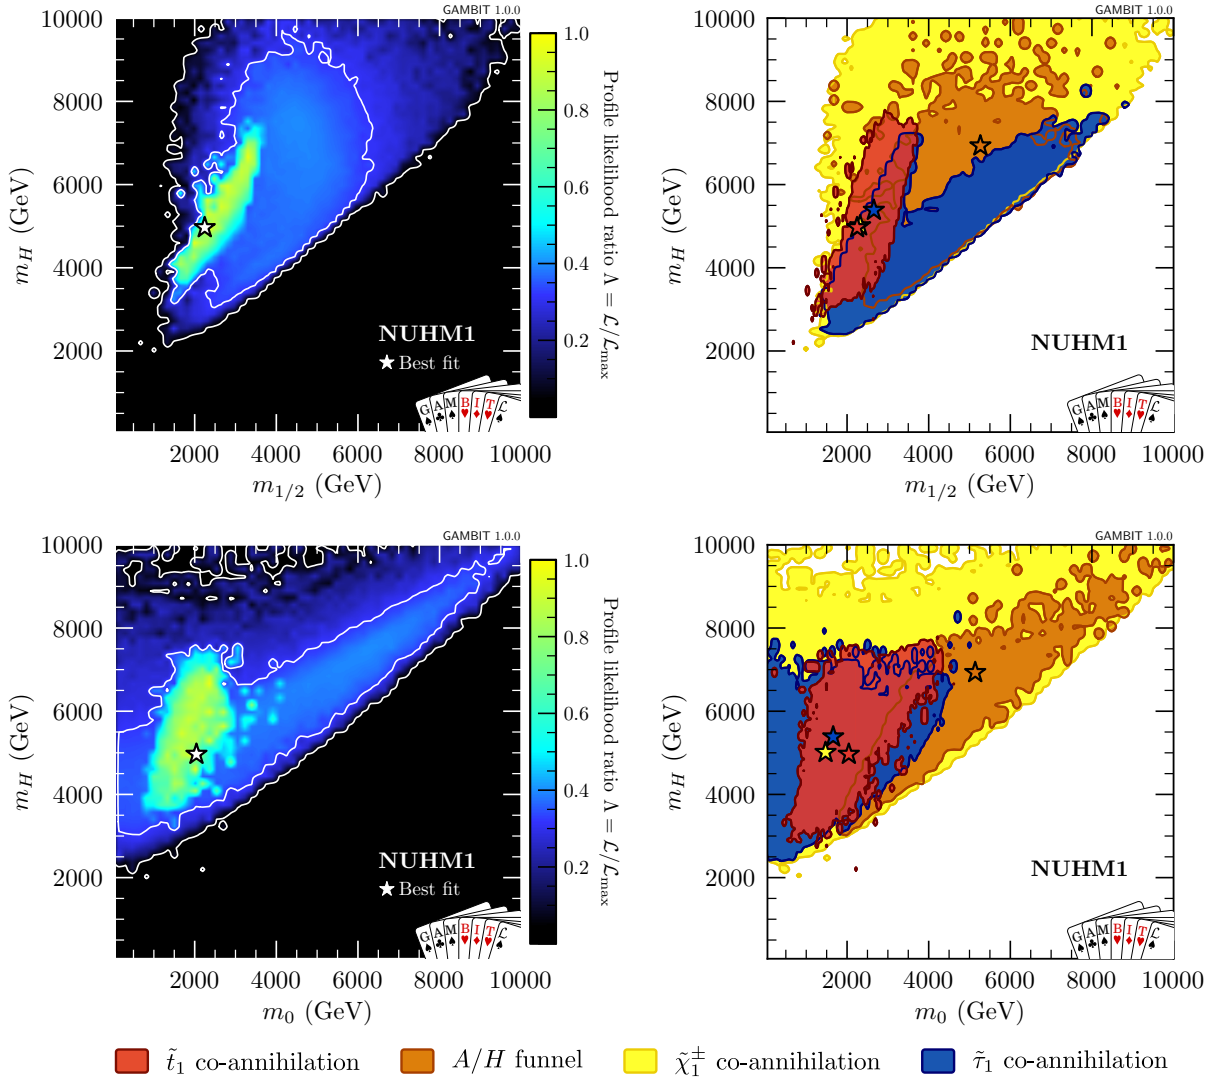 GAMBIT 1.0.0
10000
8000
6000
4000
2000
m_H (GeV)
2000 4000 6000 8000 10000
m_{1/2} (GeV)
NUHM1
Best fit
G A M B I T L
1.0
0.8
0.6
0.4
0.2
Profile likelihood ratio Λ = ℒ/ℒ_max
GAMBIT 1.0.0
10000
8000
6000
4000
2000
m_H (GeV)
2000 4000 6000 8000 10000
m_{1/2} (GeV)
NUHM1
G A M B I T L
GAMBIT 1.0.0
10000
8000
6000
4000
2000
m_H (GeV)
2000 4000 6000 8000 10000
m_0 (GeV)
NUHM1
Best fit
G A M B I T L
1.0
0.8
0.6
0.4
0.2
Profile likelihood ratio Λ = ℒ/ℒ_max
GAMBIT 1.0.0
10000
8000
6000
4000
2000
m_H (GeV)
2000 4000 6000 8000 10000
m_0 (GeV)
NUHM1
G A M B I T L
t̃₁ co-annihilation A/H funnel χ̃₁^± co-annihilation τ̃₁ co-annihilation